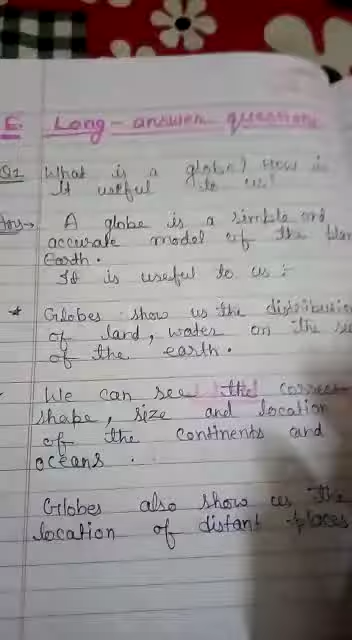 E. Long-answer questions
Q1 What is a globe? How is
It useful to us?
Ans→ A globe is a simple and
accurate model of the
Earth.
It is useful to us :-
* Globes show us the distribution
of land, water on the
of the earth.
We can see the correct
shape, size and location
of the continents and
oceans.
Globes also show us the
location of distant places